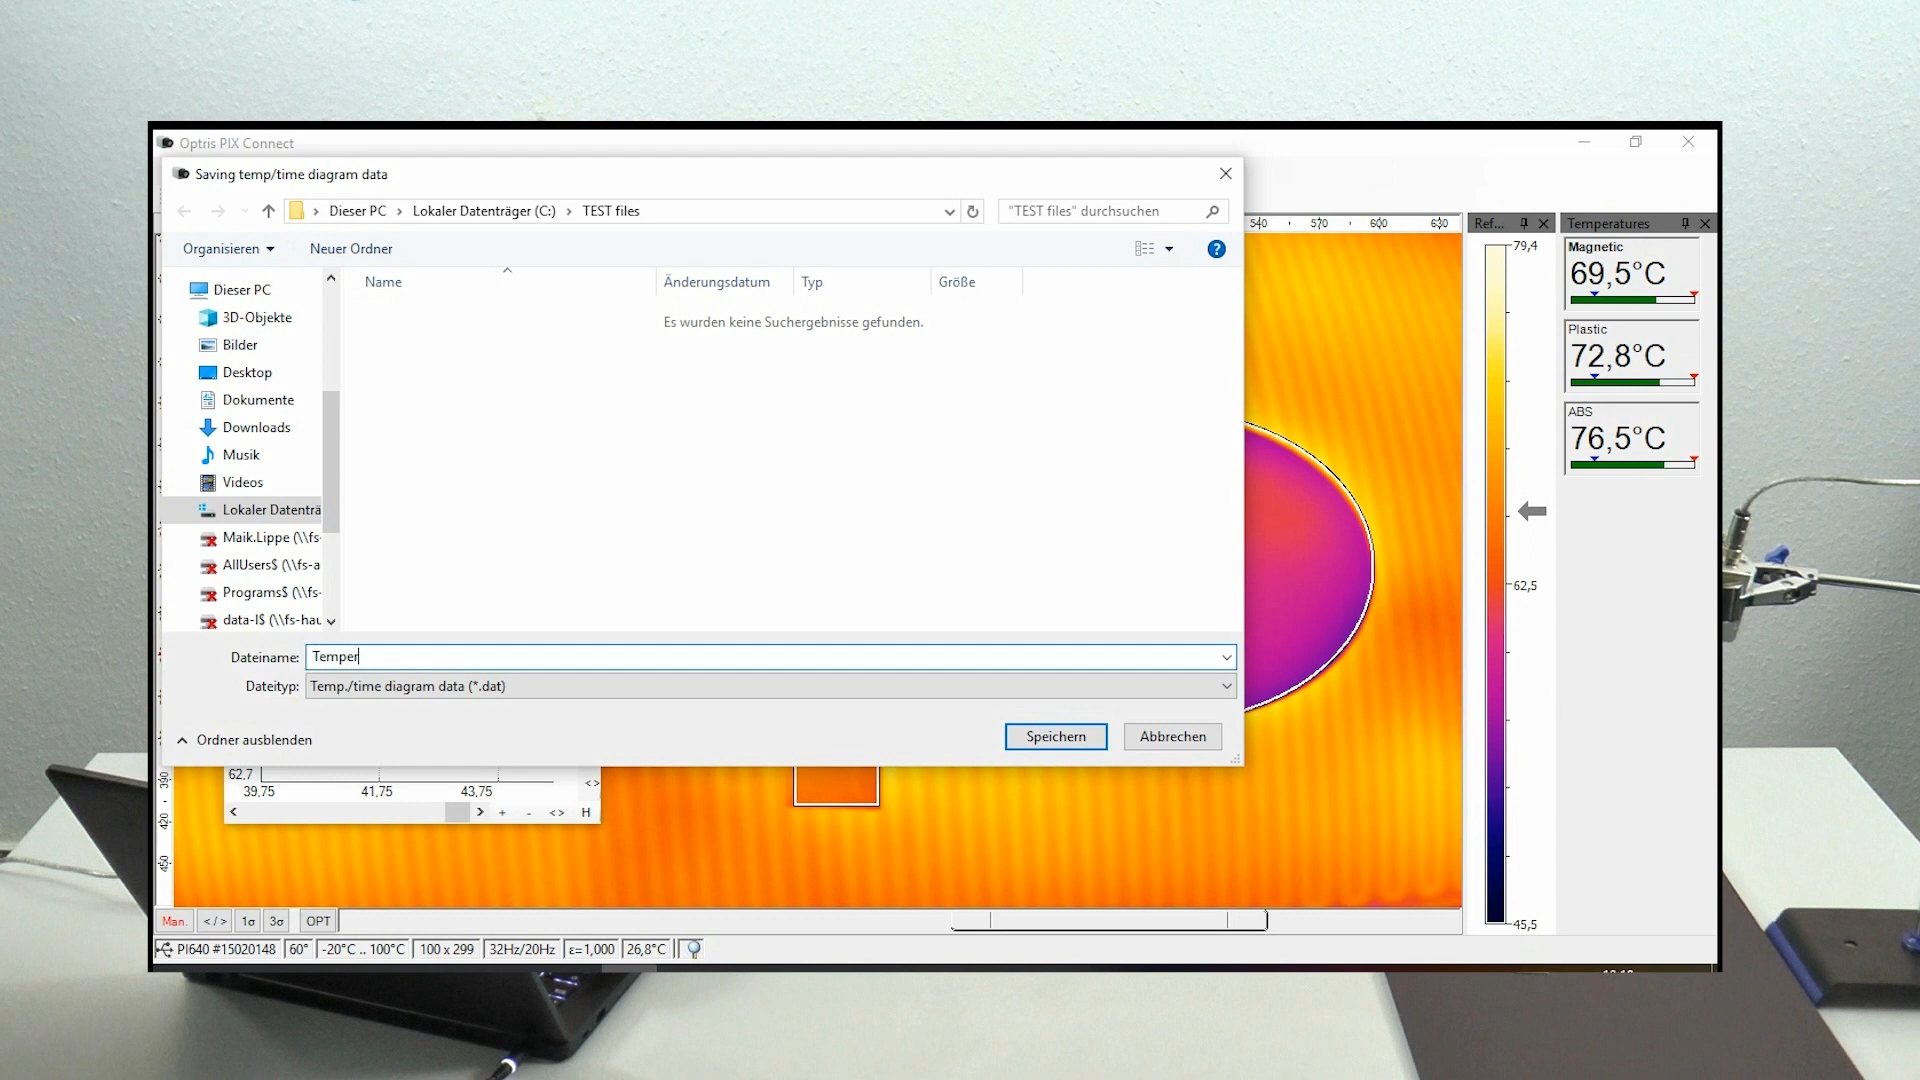 Optris PIX Connect
Saving temp/time diagram data
Dieser PC > Lokaler Datenträger (C:) > TEST files
"TEST files" durchsuchen
Organisieren
Neuer Ordner
Name
Änderungsdatum
Typ
Größe
Es wurden keine Suchergebnisse gefunden.
Dieser PC
3D-Objekte
Bilder
Desktop
Dokumente
Downloads
Musik
Videos
Lokaler Datenträ
Maik.Lippe (\\fs-
AllUsers$ (\\fs-a
Programs$ (\\fs-
data-I$ (\\fs-hau
Dateiname: Temper
Dateityp: Temp./time diagram data (*.dat)
Ordner ausblenden
Speichern
Abbrechen
540 570 600 630
Ref...
79,4
62,5
45,5
Temperatures
Magnetic
69,5°C
Plastic
72,8°C
ABS
76,5°C
62,7
39,75 41,75 43,75
< > + - <> H
390
420
450
Man. </> 1σ 3σ OPT
PI640 #15020148 60° -20°C .. 100°C 100 x 299 32Hz/20Hz ε=1,000 26,8°C